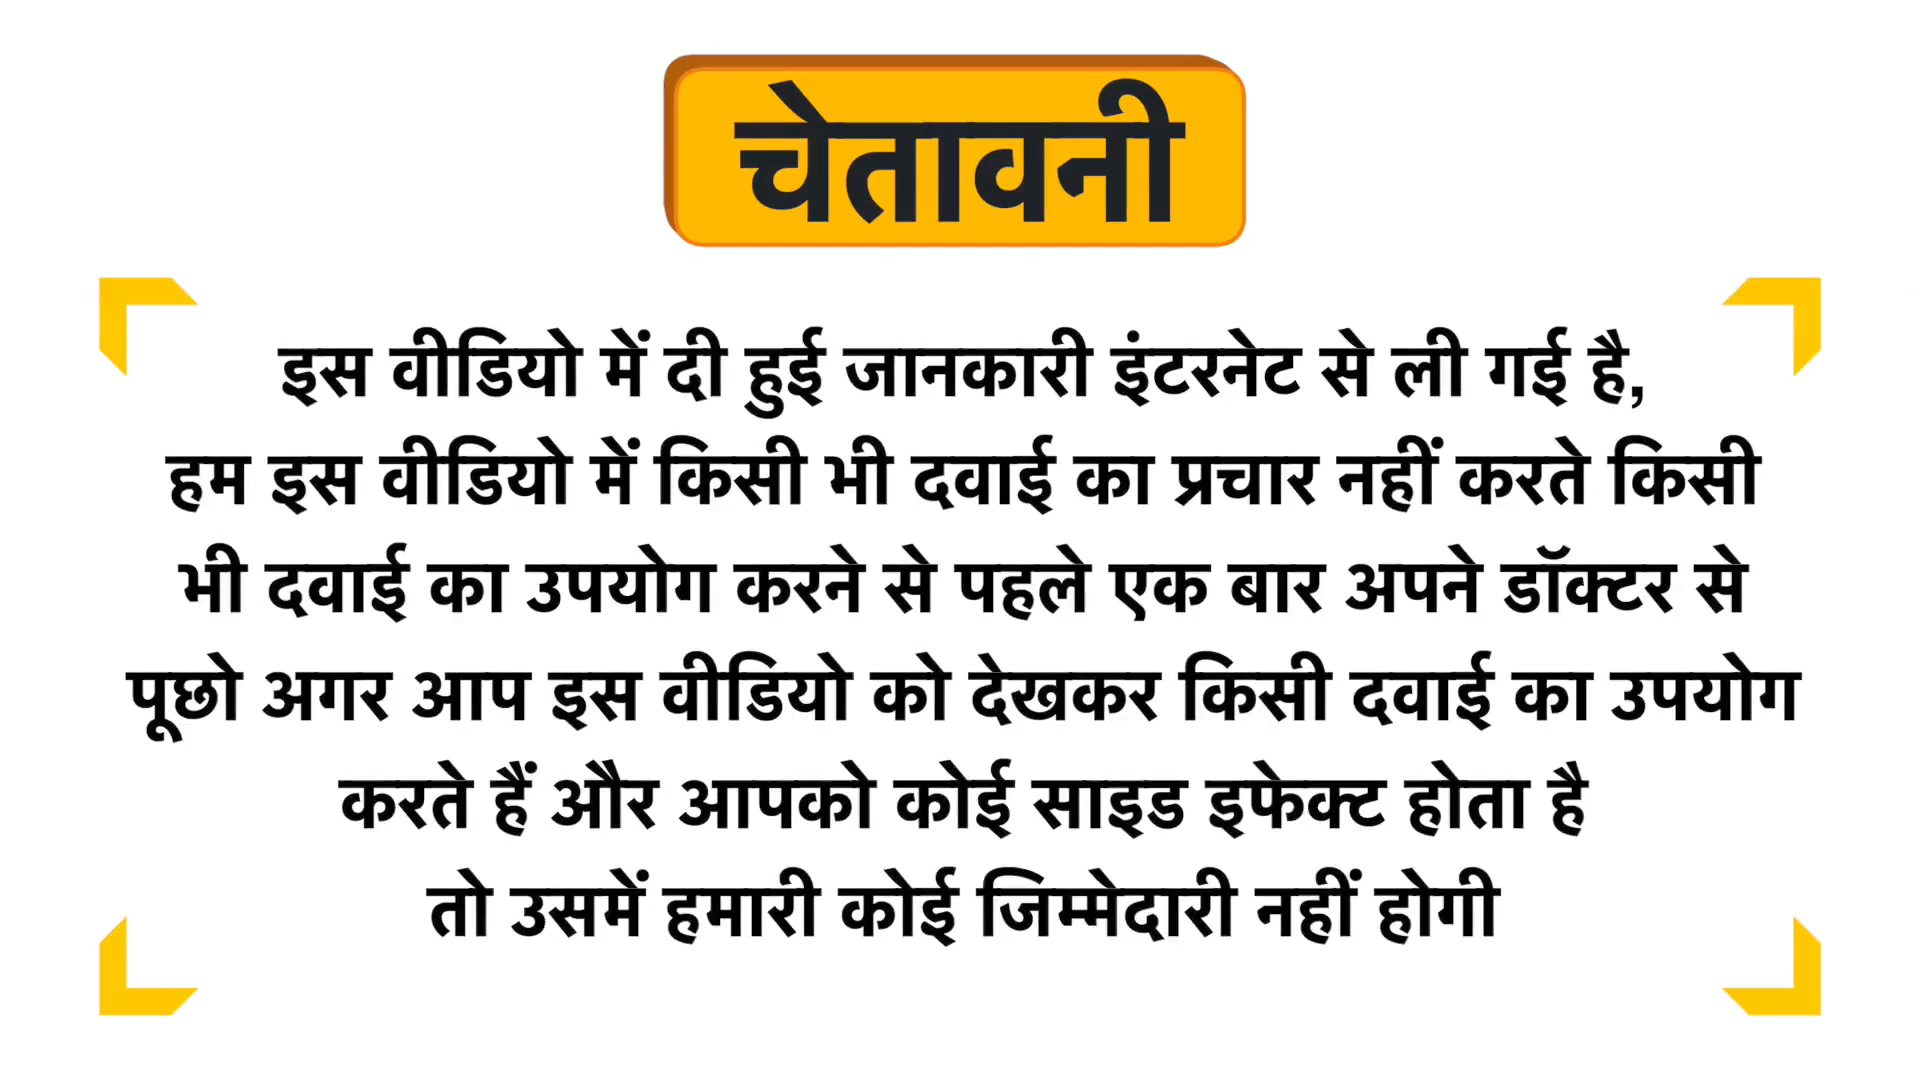 चेतावनी
इस वीडियो में दी हुई जानकारी इंटरनेट से ली गई है,
हम इस वीडियो में किसी भी दवाई का प्रचार नहीं करते किसी
भी दवाई का उपयोग करने से पहले एक बार अपने डॉक्टर से
पूछो अगर आप इस वीडियो को देखकर किसी दवाई का उपयोग
करते हैं और आपको कोई साइड इफेक्ट होता है
तो उसमें हमारी कोई जिम्मेदारी नहीं होगी